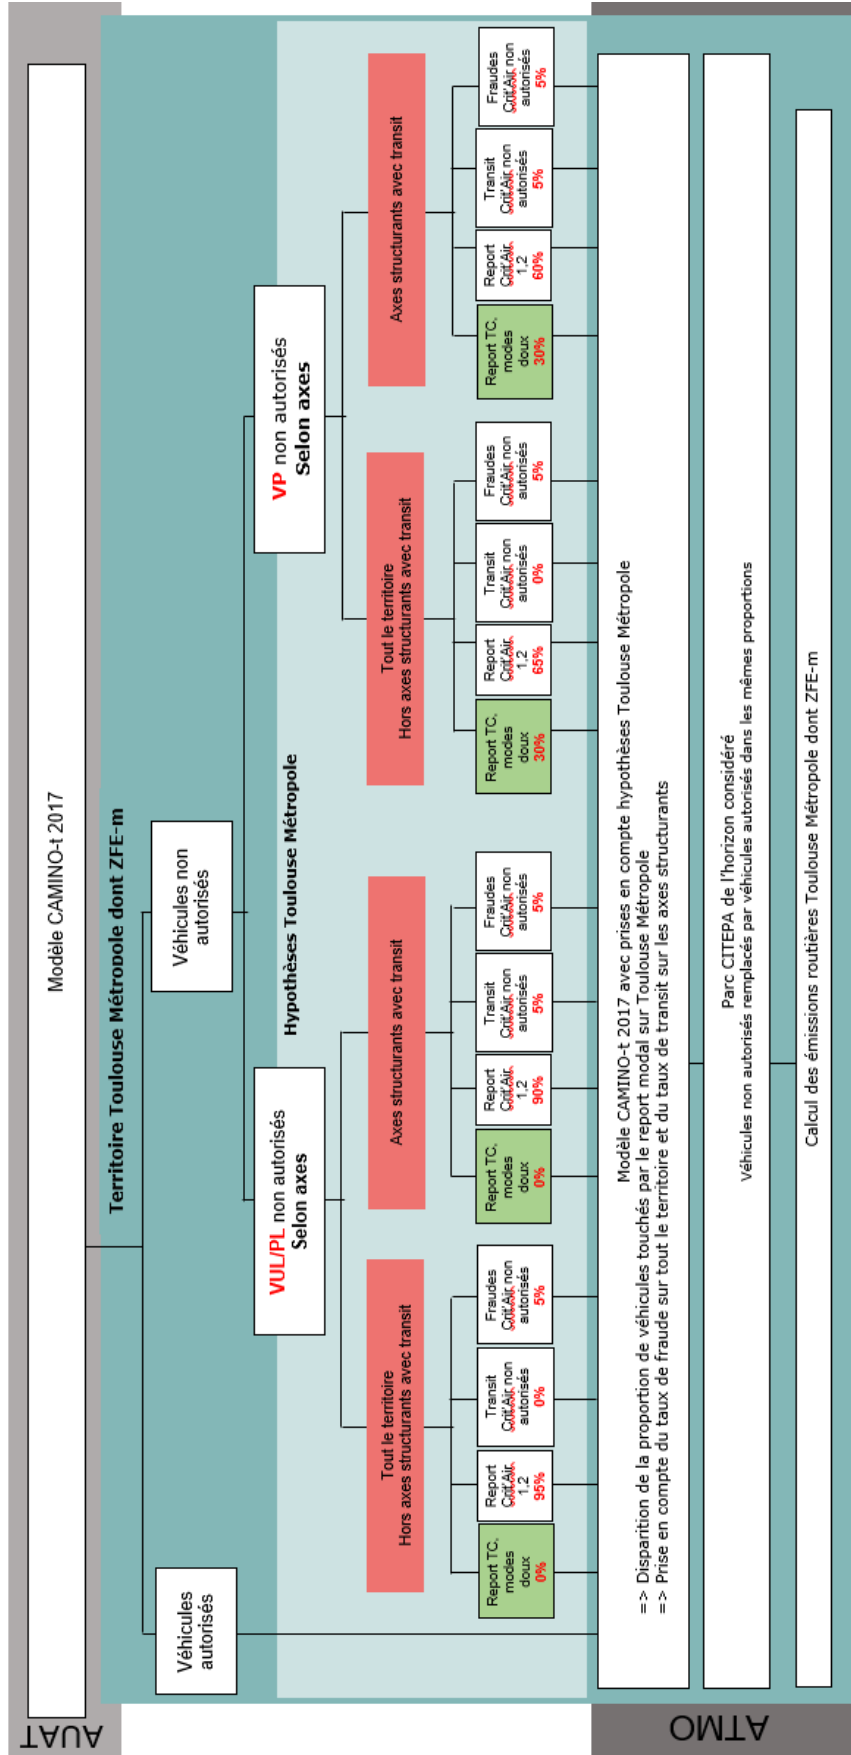 AUAT
Modèle CAMINO-t 2017
Territoire Toulouse Métropole dont ZFE-m
Véhicules
autorisés
Véhicules non
autorisés
Hypothèses Toulouse Métropole
VUL/PL non autorisés
Selon axes
VP non autorisés
Selon axes
Tout le territoire
Hors axes structurants avec transit
Axes structurants avec transit
Tout le territoire
Hors axes structurants avec transit
Axes structurants avec transit
Report TC,
modes
doux
0%
Report
Crit'Air
1,2
95%
Transit
Crit'Air non
autorisés
0%
Fraudes
Crit'Air non
autorisés
5%
Report TC,
modes
doux
0%
Report
Crit'Air
1,2
90%
Transit
Crit'Air non
autorisés
5%
Fraudes
Crit'Air non
autorisés
5%
Report TC,
modes
doux
30%
Report
Crit'Air
1,2
65%
Transit
Crit'Air non
autorisés
0%
Fraudes
Crit'Air non
autorisés
5%
Report TC,
modes
doux
30%
Report
Crit'Air
1,2
60%
Transit
Crit'Air non
autorisés
5%
Fraudes
Crit'Air non
autorisés
5%
ATMO
Modèle CAMINO-t 2017 avec prises en compte hypothèses Toulouse Métropole
=> Disparition de la proportion de véhicules touchés par le report modal sur Toulouse Métropole
=> Prise en compte du taux de fraude sur tout le territoire et du taux de transit sur les axes structurants
Parc CITEPA de l'horizon considéré
Véhicules non autorisés remplacés par véhicules autorisés dans les mêmes proportions
Calcul des émissions routières Toulouse Métropole dont ZFE-m